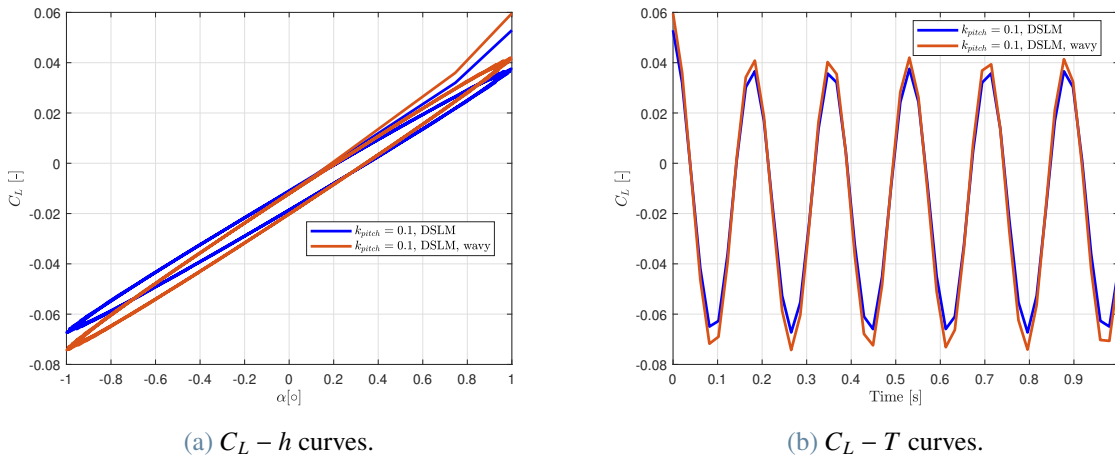 0.06
0.04
0.02
0
-0.02
-0.04
-0.06
-0.08
C_L [-]
-1 -0.8 -0.6 -0.4 -0.2 0 0.2 0.4 0.6 0.8 1
α[∘]
k_pitch = 0.1, DSLM
k_pitch = 0.1, DSLM, wavy
(a) C_L – h curves.
0.06
0.04
0.02
0
-0.02
-0.04
-0.06
-0.08
C_L [-]
0 0.1 0.2 0.3 0.4 0.5 0.6 0.7 0.8 0.9
Time [s]
k_pitch = 0.1, DSLM
k_pitch = 0.1, DSLM, wavy
(b) C_L – T curves.